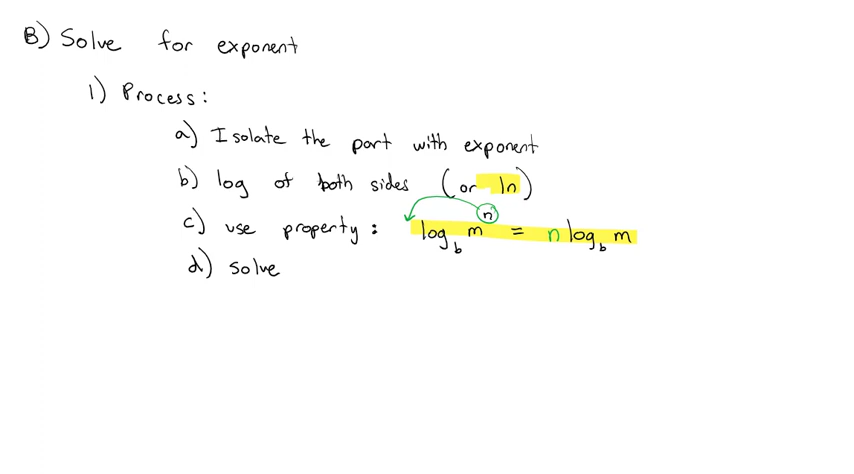 B) Solve for exponent
1) Process:
a) Isolate the part with exponent
b) log of both sides (or ln)
c) use property: log_b m^n = n log_b m
d) solve